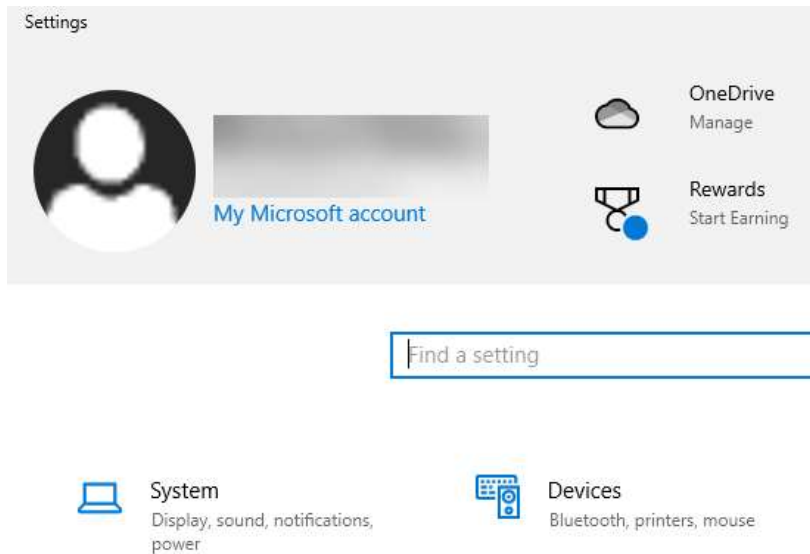 Settings
OneDrive
Manage
My Microsoft account
Rewards
Start Earning
Find a setting
System
Display, sound, notifications,
power
Devices
Bluetooth, printers, mouse